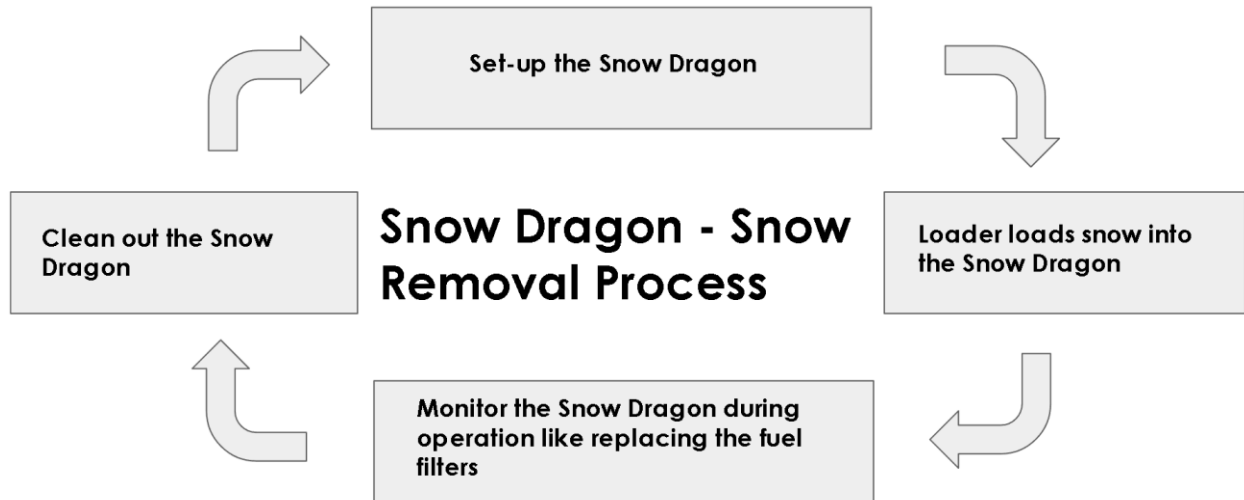 Set-up the Snow Dragon
Snow Dragon - Snow
Removal Process
Clean out the Snow
Dragon
Loader loads snow into
the Snow Dragon
Monitor the Snow Dragon during
operation like replacing the fuel
filters